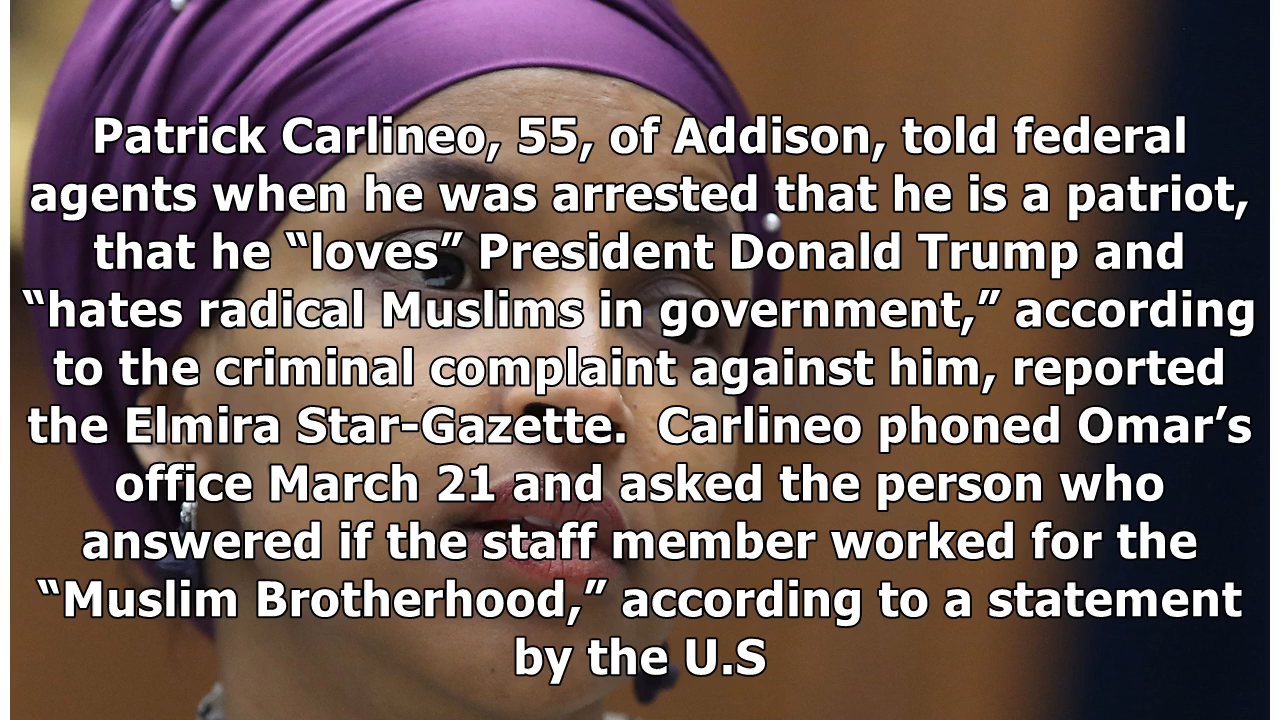 Patrick Carlineo, 55, of Addison, told federal
agents when he was arrested that he is a patriot,
that he “loves” President Donald Trump and
“hates radical Muslims in government,” according
to the criminal complaint against him, reported
the Elmira Star-Gazette.  Carlineo phoned Omar’s
office March 21 and asked the person who
answered if the staff member worked for the
“Muslim Brotherhood,” according to a statement
by the U.S